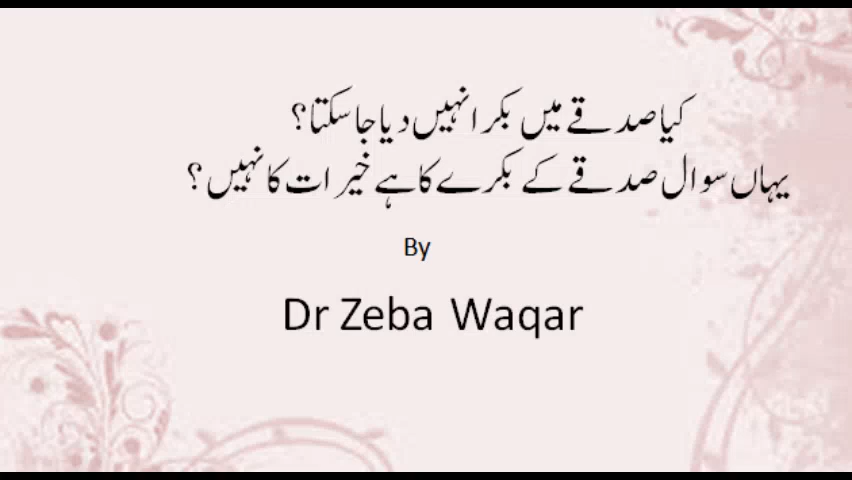 کیا صدقے میں بکرا نہیں دیا جا سکتا؟
یہاں سوال صدقے کے بکرے کا ہے خیرات کا نہیں؟
By
Dr Zeba Waqar